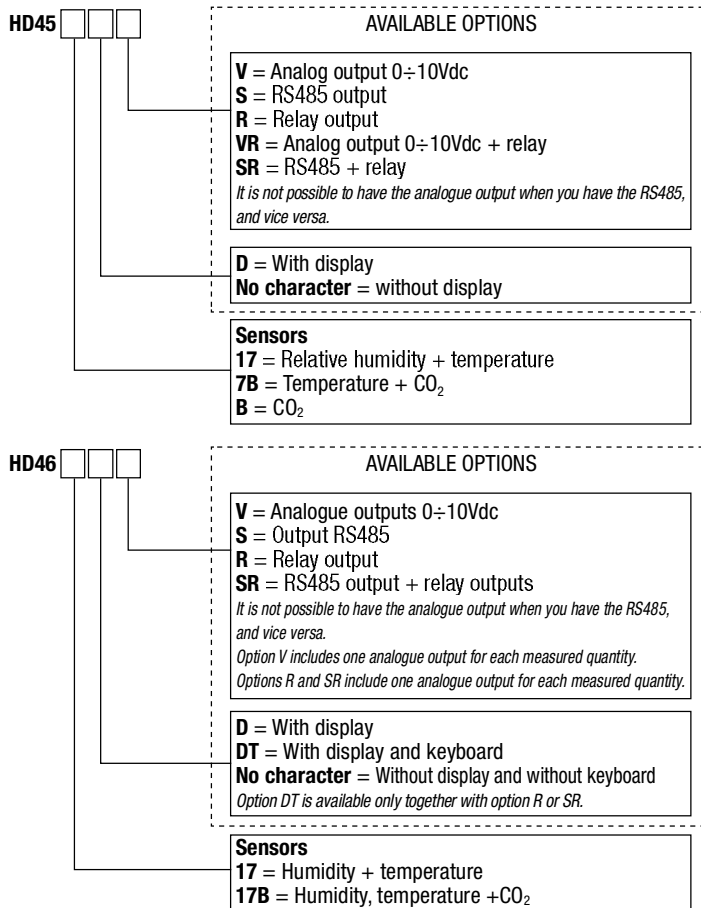 HD45
AVAILABLE OPTIONS
V = Analog output 0÷10Vdc
S = RS485 output
R = Relay output
VR = Analog output 0÷10Vdc + relay
SR = RS485 + relay
It is not possible to have the analogue output when you have the RS485,
and vice versa.
D = With display
No character = without display
Sensors
17 = Relative humidity + temperature
7B = Temperature + CO₂
B = CO₂
HD46
AVAILABLE OPTIONS
V = Analogue outputs 0÷10Vdc
S = Output RS485
R = Relay output
SR = RS485 output + relay outputs
It is not possible to have the analogue output when you have the RS485,
and vice versa.
Option V includes one analogue output for each measured quantity.
Options R and SR include one analogue output for each measured quantity.
D = With display
DT = With display and keyboard
No character = Without display and without keyboard
Option DT is available only together with option R or SR.
Sensors
17 = Humidity + temperature
17B = Humidity, temperature +CO₂